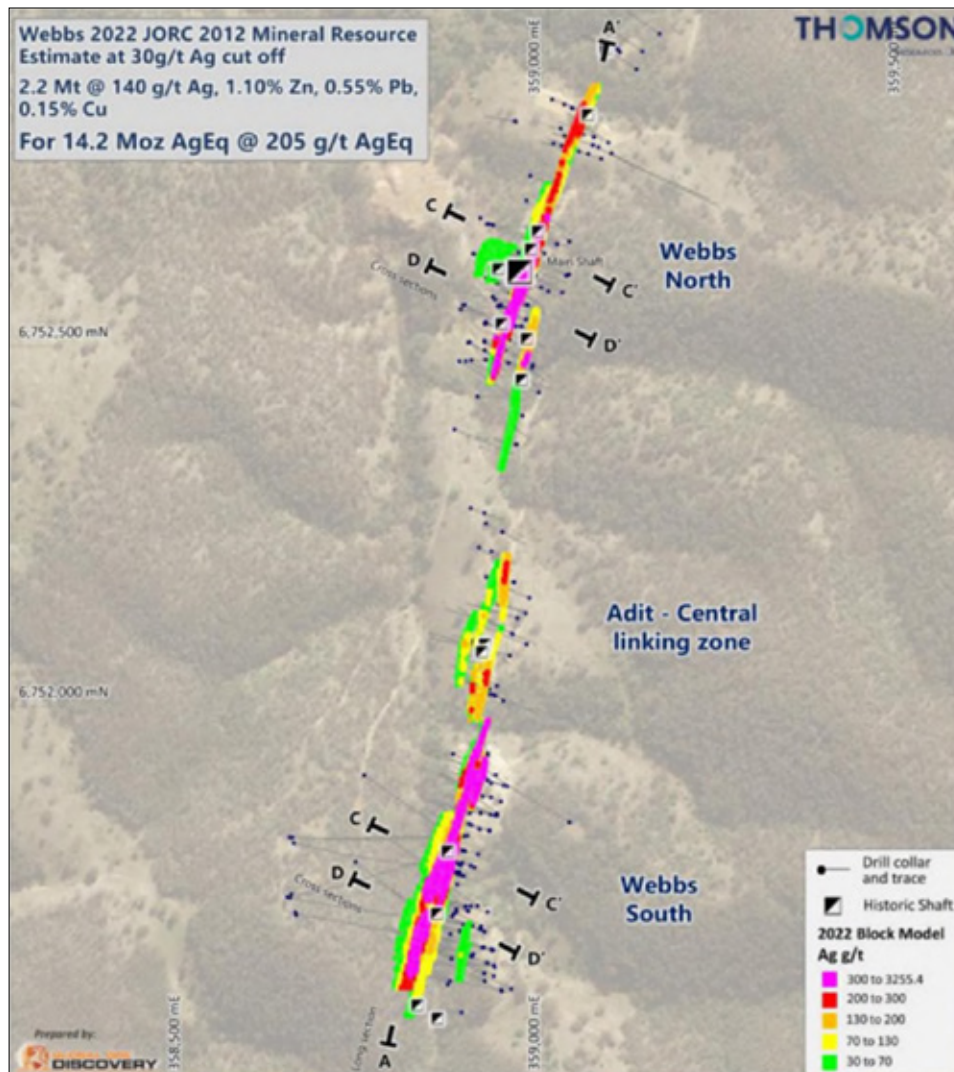 Webbs 2022 JORC 2012 Mineral Resource
Estimate at 30g/t Ag cut off
2.2 Mt @ 140 g/t Ag, 1.10% Zn, 0.55% Pb,
0.15% Cu
For 14.2 Moz AgEq @ 205 g/t AgEq
THOMSON
359,000 mE
359,500
A'
C
D
Cross sections
Main Shaft
C'
D'
Webbs
North
6,752,500 mN
Adit - Central
linking zone
6,752,000 mN
C
D
Cross sections
C'
D'
Webbs
South
A
Long section
358,500 mE
359,000 mE
Drill collar
and trace
Historic Shaft
2022 Block Model
Ag g/t
300 to 3255.4
200 to 300
130 to 200
70 to 130
30 to 70
Prepared by:
DISCOVERY